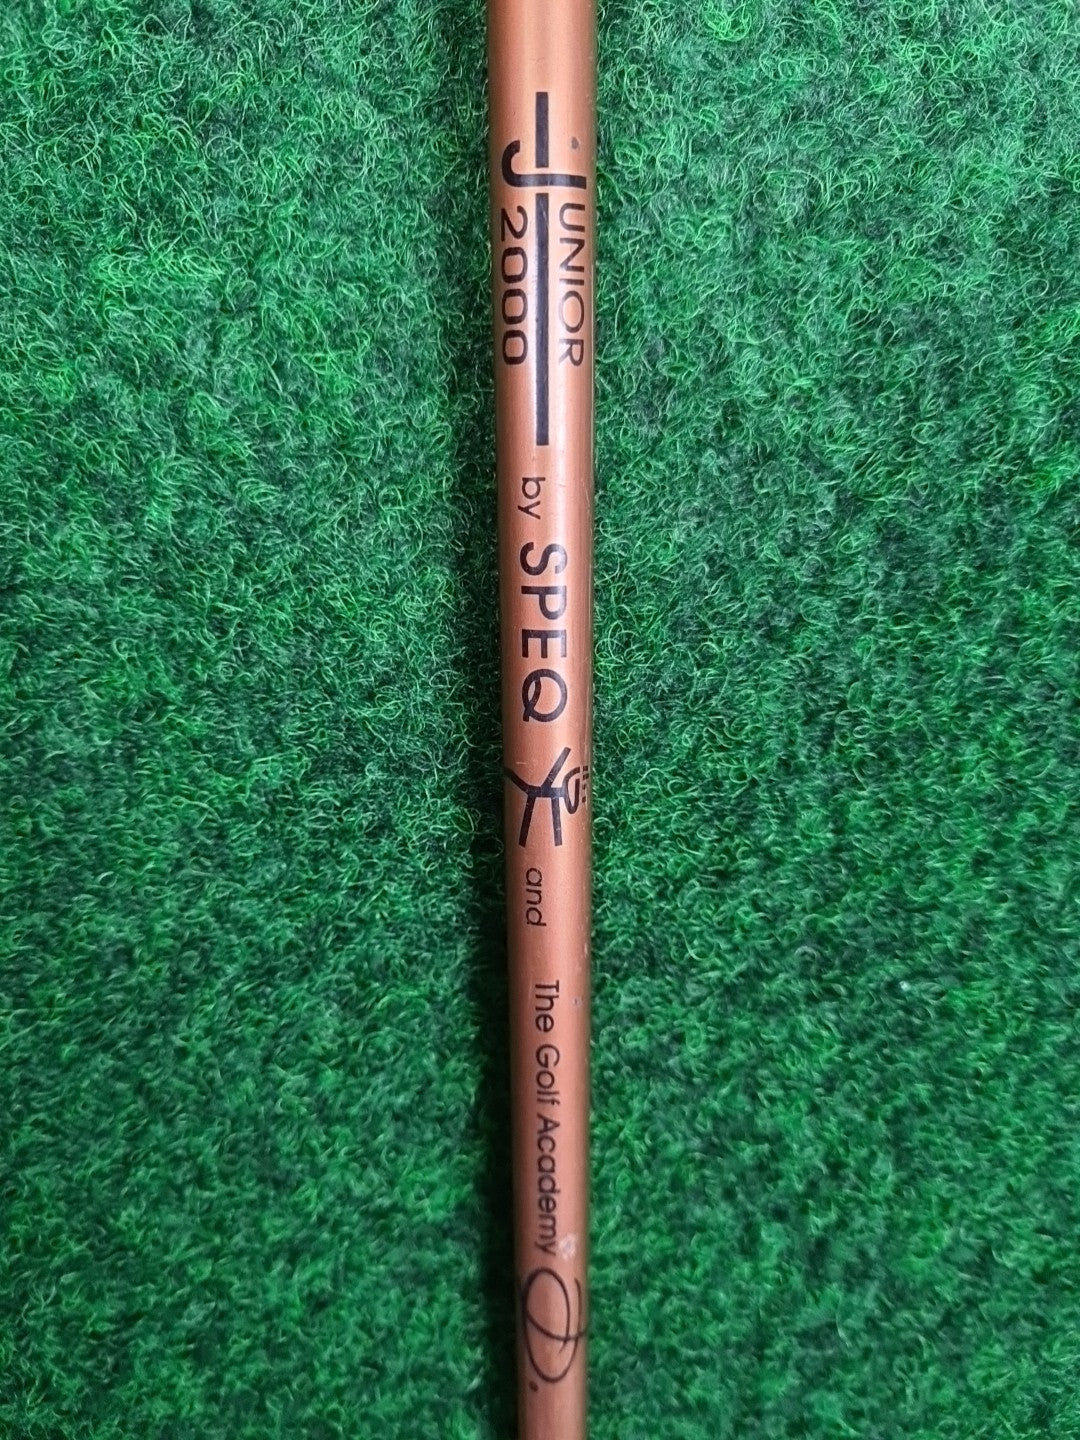 JUNIOR
2000
by SPEQ
and
The Golf Academy